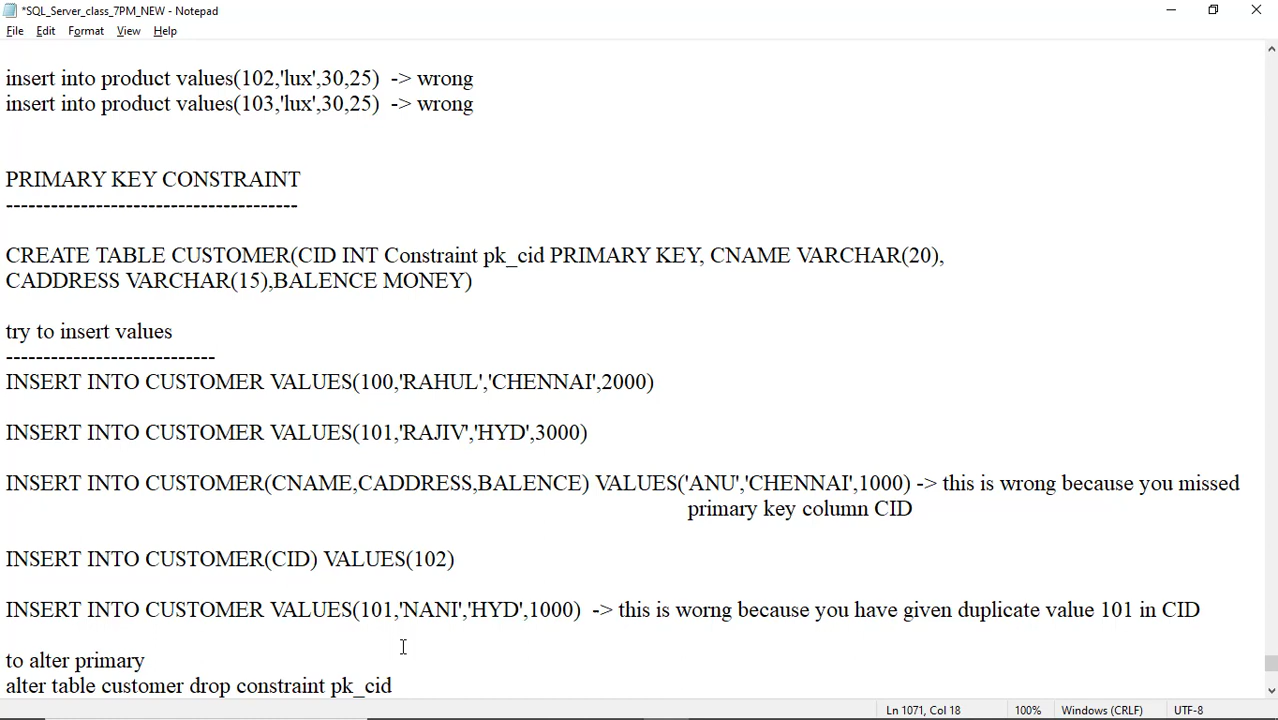 *SQL_Server_class_7PM_NEW - Notepad
File Edit Format View Help
insert into product values(102,'lux',30,25)  -> wrong
insert into product values(103,'lux',30,25)  -> wrong
PRIMARY KEY CONSTRAINT
---------------------------------------
CREATE TABLE CUSTOMER(CID INT Constraint pk_cid PRIMARY KEY, CNAME VARCHAR(20),
CADDRESS VARCHAR(15),BALENCE MONEY)
try to insert values
----------------------------
INSERT INTO CUSTOMER VALUES(100,'RAHUL','CHENNAI',2000)
INSERT INTO CUSTOMER VALUES(101,'RAJIV','HYD',3000)
INSERT INTO CUSTOMER(CNAME,CADDRESS,BALENCE) VALUES('ANU','CHENNAI',1000) -> this is wrong because you missed
primary key column CID
INSERT INTO CUSTOMER(CID) VALUES(102)
INSERT INTO CUSTOMER VALUES(101,'NANI','HYD',1000)  -> this is worng because you have given duplicate value 101 in CID
to alter primary
alter table customer drop constraint pk_cid
Ln 1071, Col 18 100% Windows (CRLF) UTF-8